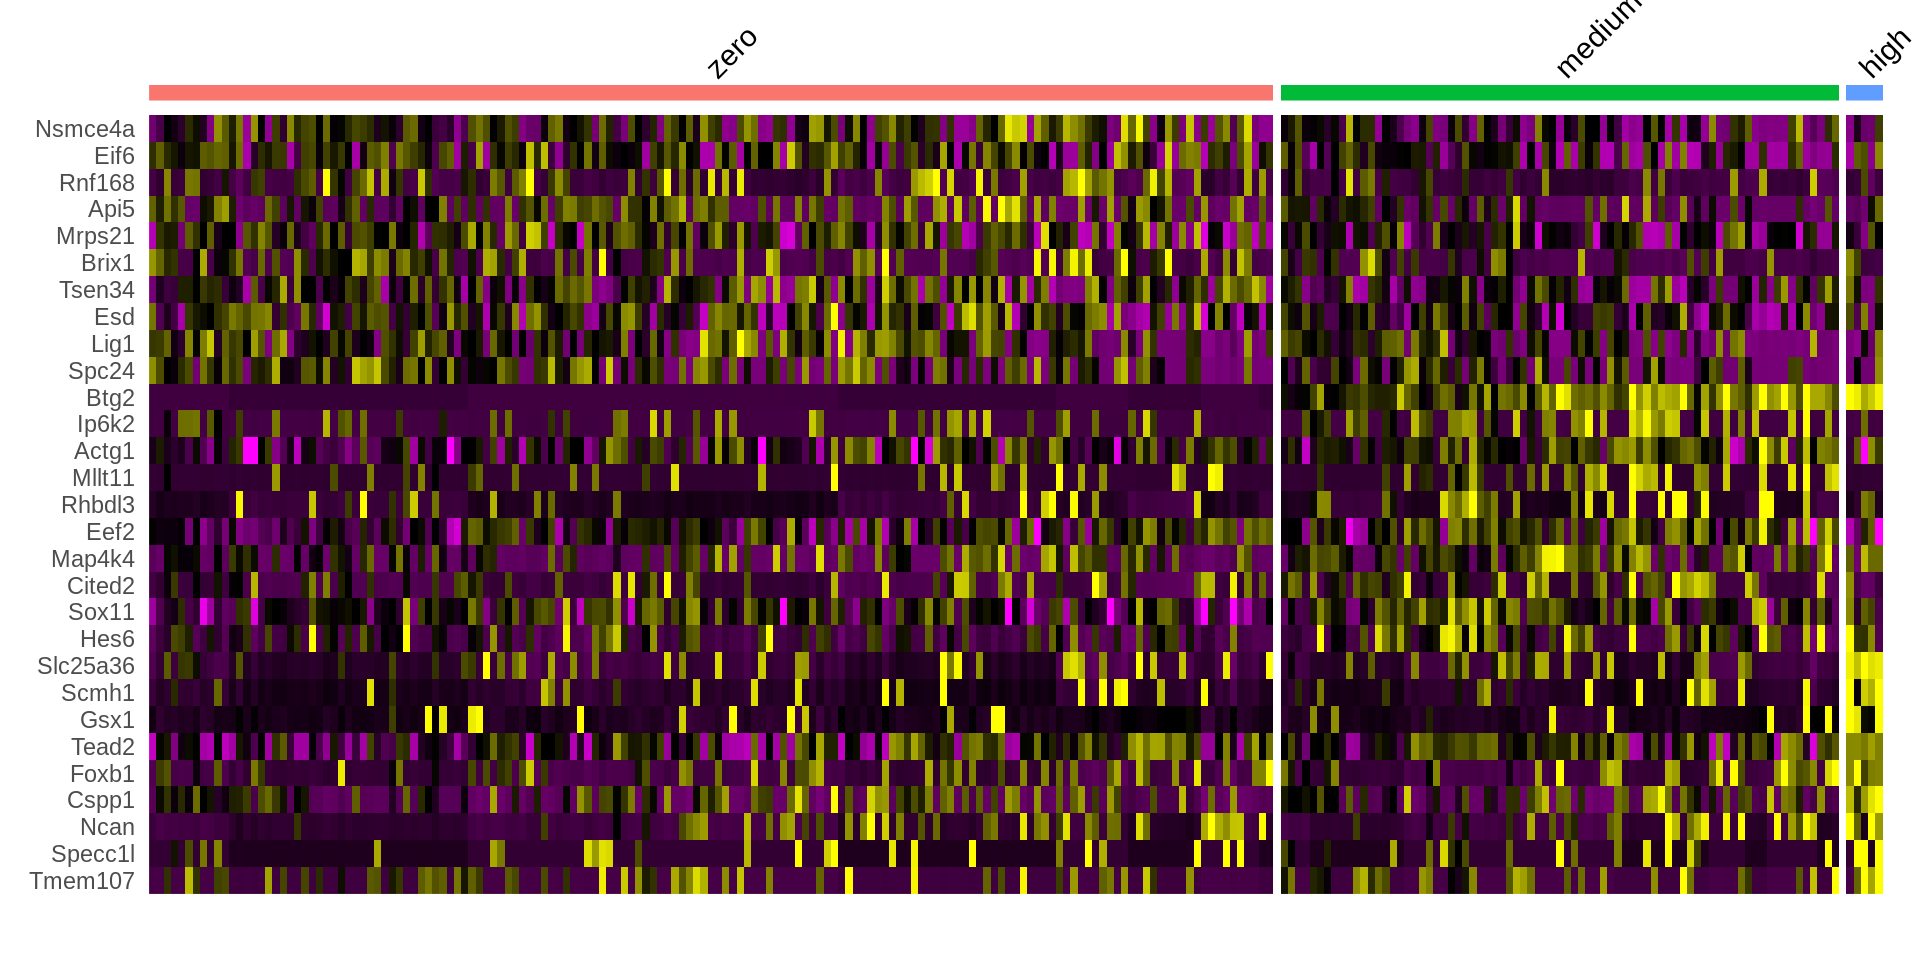 zero
medium
high
Nsmce4a
Eif6
Rnf168
Api5
Mrps21
Brix1
Tsen34
Esd
Lig1
Spc24
Btg2
Ip6k2
Actg1
Mllt11
Rhbdl3
Eef2
Map4k4
Cited2
Sox11
Hes6
Slc25a36
Scmh1
Gsx1
Tead2
Foxb1
Cspp1
Ncan
Specc1l
Tmem107